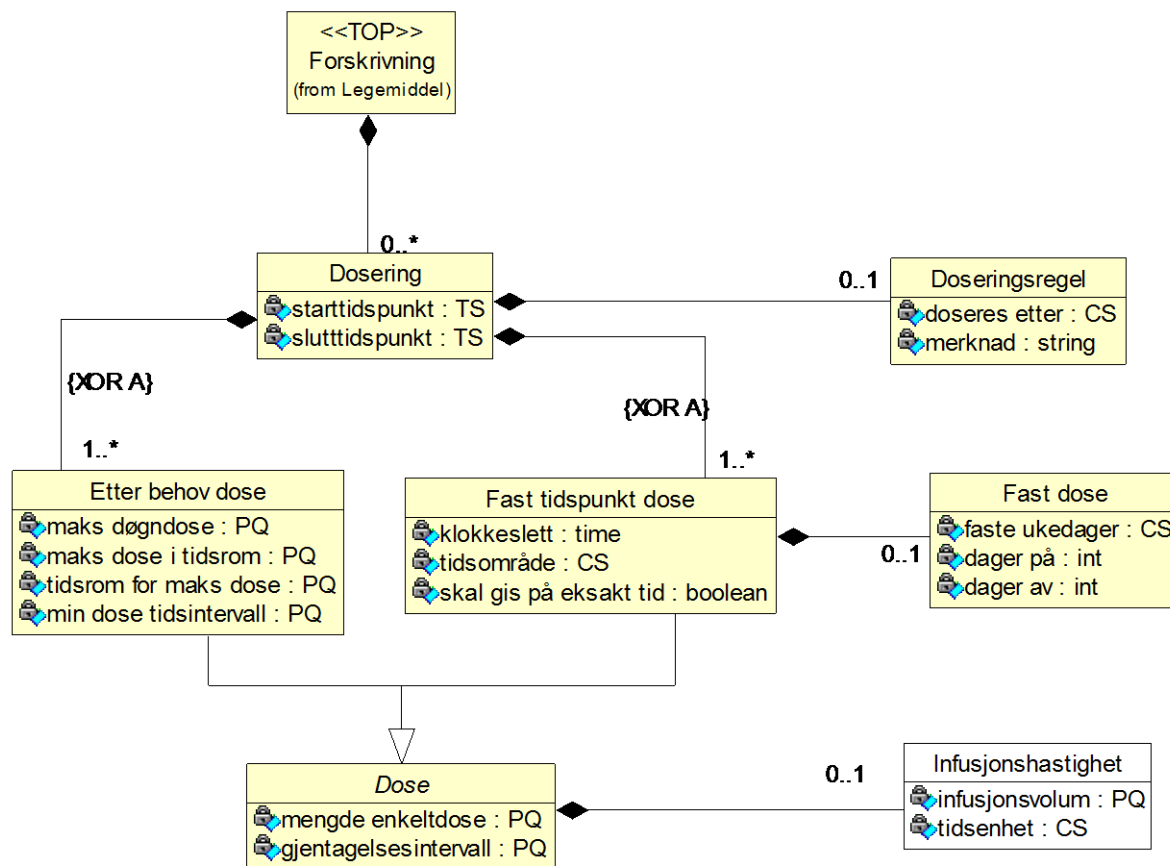 <<TOP>>
Forskrivning
(from Legemiddel)
0..*
Dosering
starttidspunkt : TS
slutttidspunkt : TS
0..1
Doseringsregel
doseres etter : CS
merknad : string
{XOR A}
{XOR A}
1..*
1..*
Etter behov dose
maks døgndose : PQ
maks dose i tidsrom : PQ
tidsrom for maks dose : PQ
min dose tidsintervall : PQ
Fast tidspunkt dose
klokkeslett : time
tidsområde : CS
skal gis på eksakt tid : boolean
0..1
Fast dose
faste ukedager : CS
dager på : int
dager av : int
Dose
mengde enkeltdose : PQ
gjentagelsesintervall : PQ
0..1
Infusjonshastighet
infusjonsvolum : PQ
tidsenhet : CS